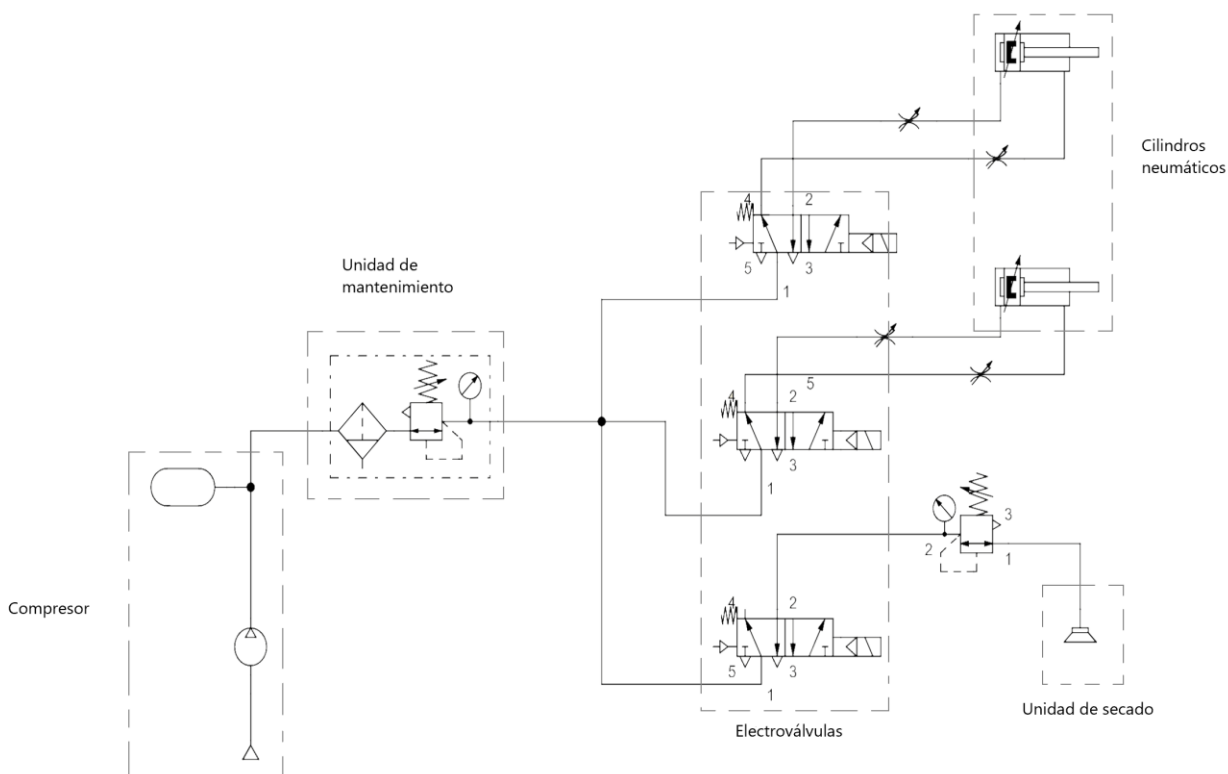 Cilindros
neumáticos
4
2
5
3
1
Unidad de
mantenimiento
5
4
2
3
1
3
2
1
Compresor
4
2
5
3
1
Unidad de secado
Electroválvulas